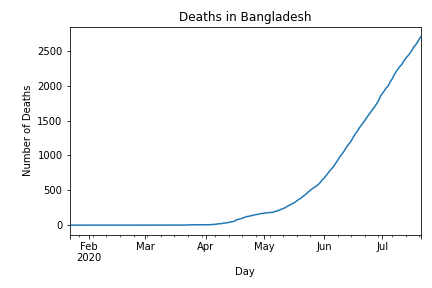 Deaths in Bangladesh
Number of Deaths
2500
2000
1500
1000
500
0
Feb Mar Apr May Jun Jul
2020
Day